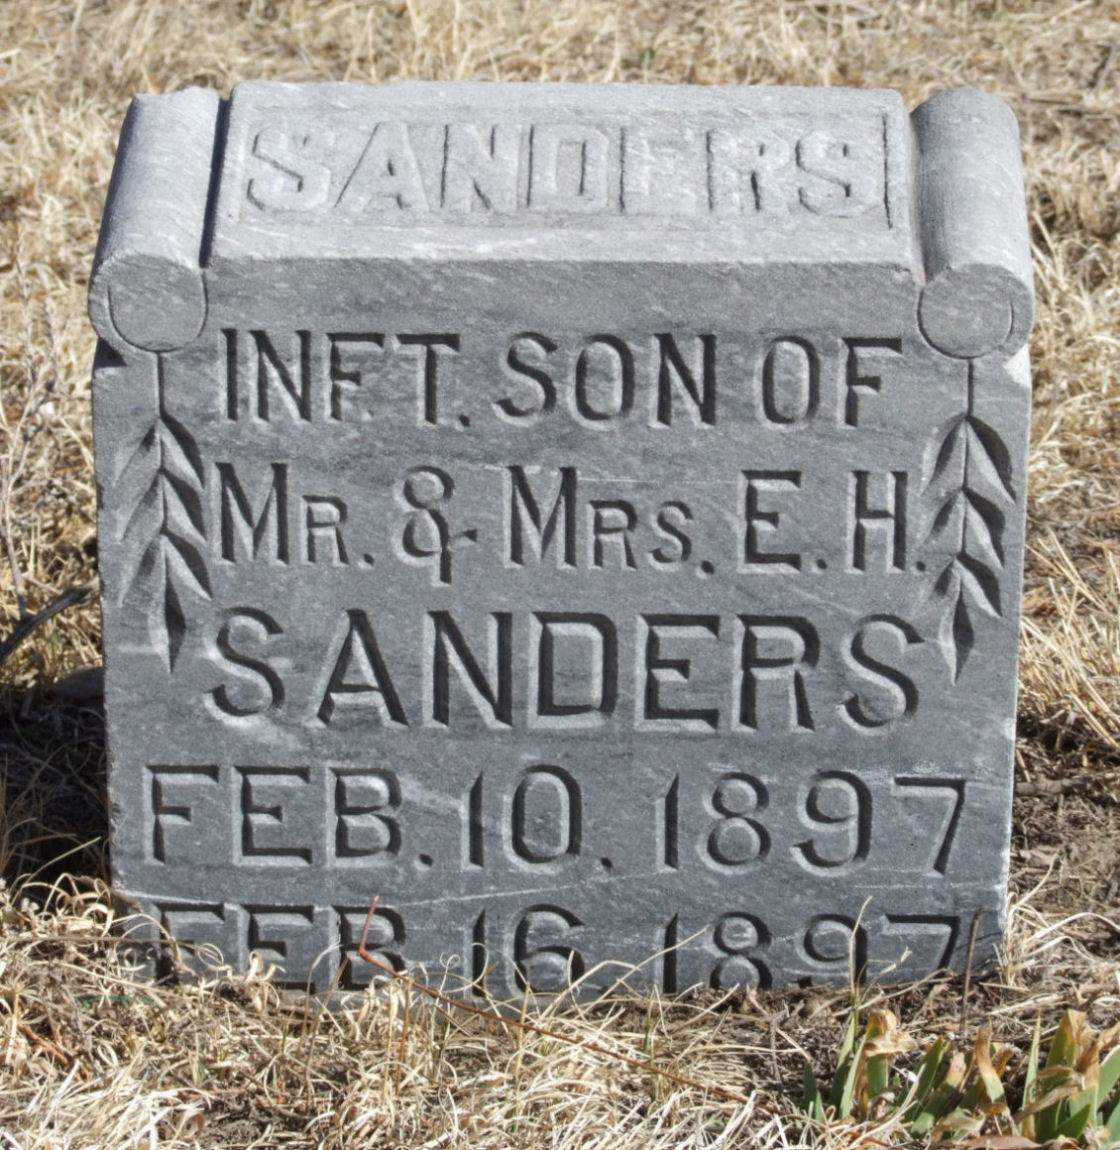 SANDERS
INFT. SON OF
MR. & MRS. E. H.
SANDERS
FEB. 10. 1897
FEB 16 1897